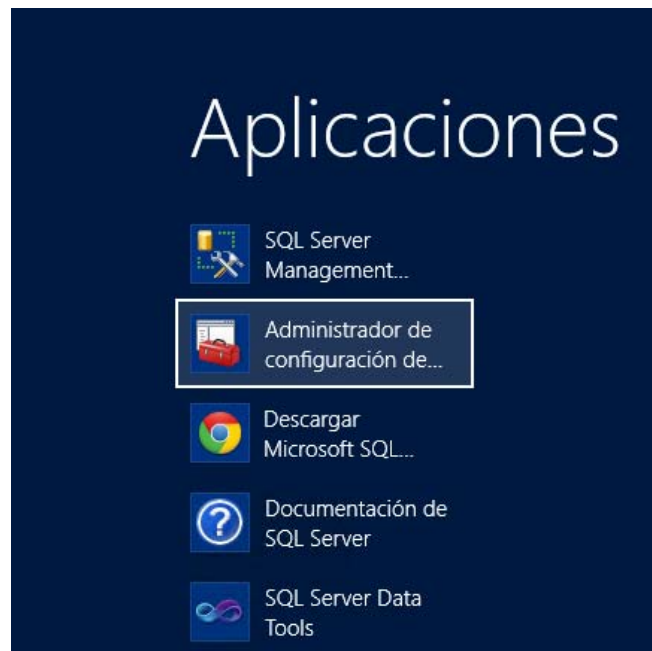 Aplicaciones
SQL Server
Management...
Administrador de
configuración de...
Descargar
Microsoft SQL...
Documentación de
SQL Server
SQL Server Data
Tools